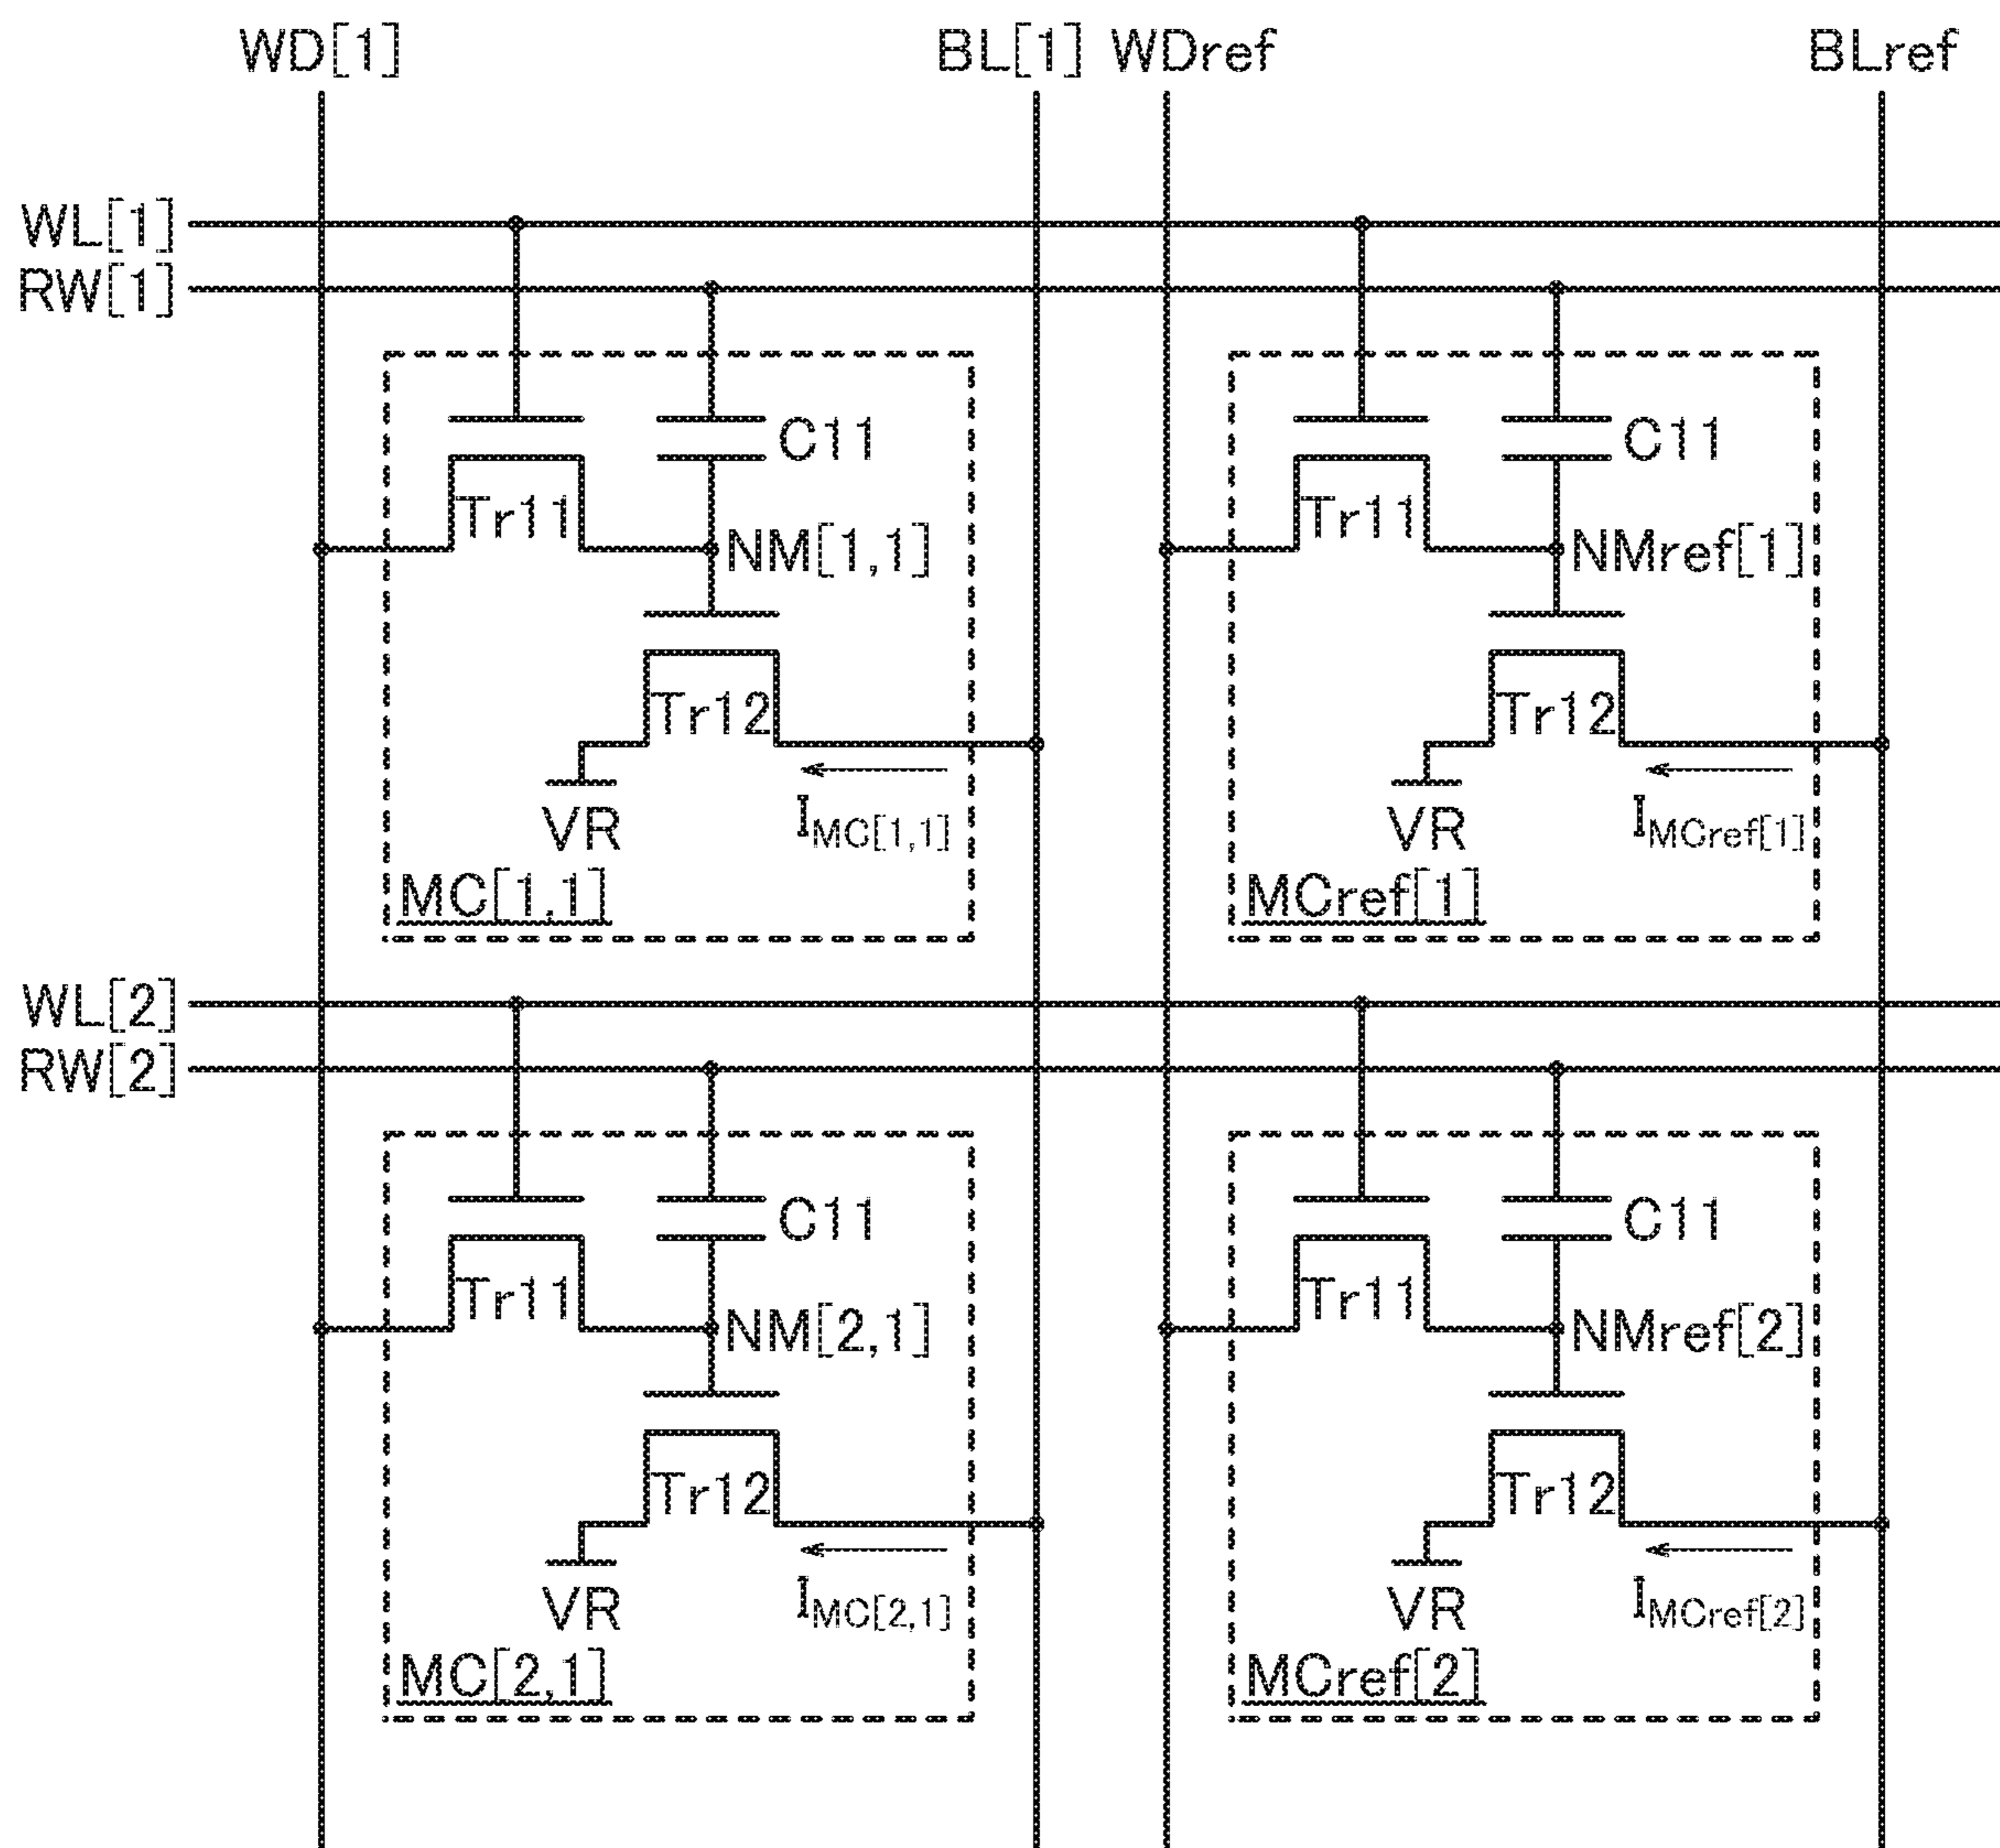 WD[1] BL[1] WDref BLref
WL[1]
RW[1]
C11 C11
Tr11 Tr11
NM[1,1] NMref[1]
Tr12 Tr12
VR IMC[1,1] VR IMCref[1]
MC[1,1] MCref[1]
WL[2]
RW[2]
C11 C11
Tr11 Tr11
NM[2,1] NMref[2]
Tr12 Tr12
VR IMC[2,1] VR IMCref[2]
MC[2,1] MCref[2]